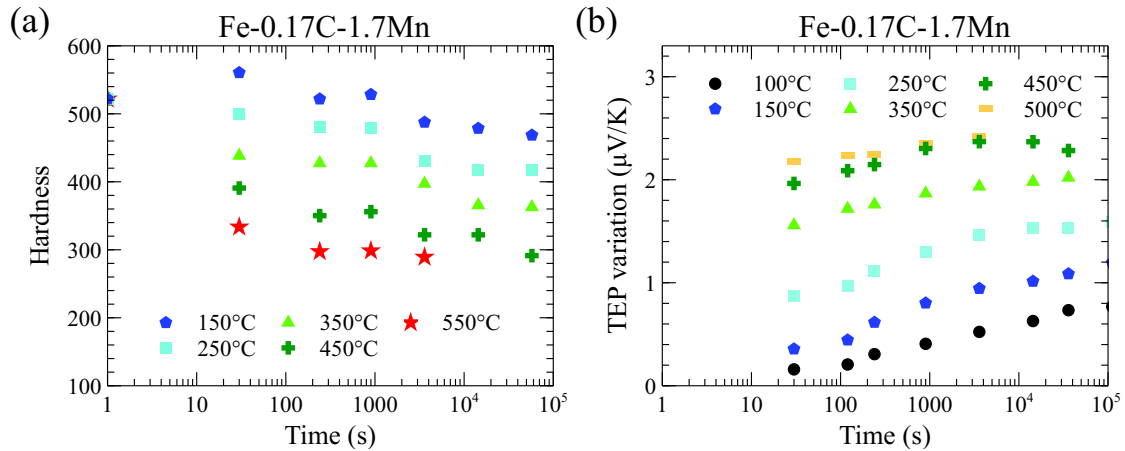 (a)
Fe-0.17C-1.7Mn
600
500
400
300
200
100
Hardness
150°C 350°C 550°C
250°C 450°C
1 10 100 1000 10⁴ 10⁵
Time (s)
(b)
Fe-0.17C-1.7Mn
3
2
1
0
TEP variation (µV/K)
100°C 250°C 450°C
150°C 350°C 500°C
1 10 100 1000 10⁴ 10⁵
Time (s)